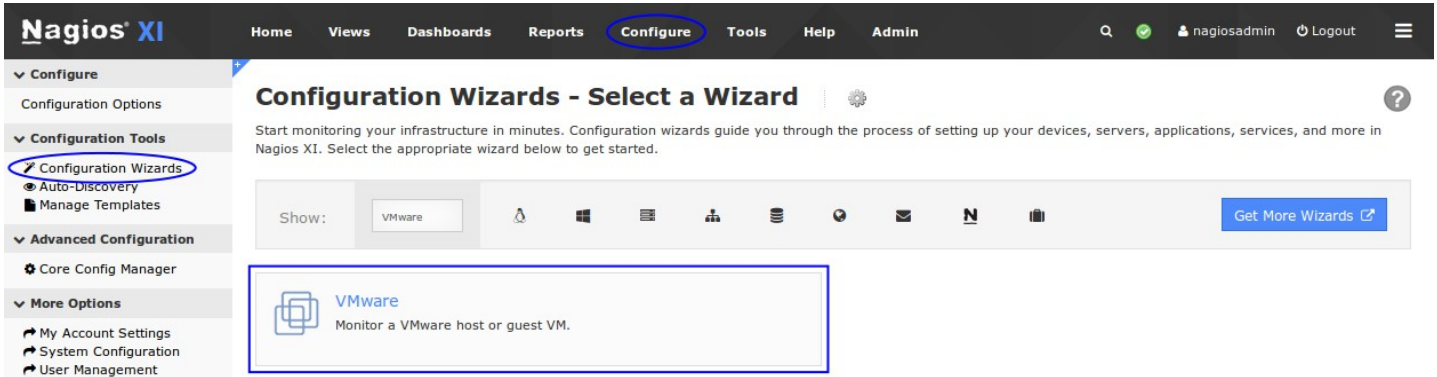 Nagios® XI
Home Views Dashboards Reports Configure Tools Help Admin
nagiosadmin Logout
Configure
Configuration Options
Configuration Tools
Configuration Wizards
Auto-Discovery
Manage Templates
Advanced Configuration
Core Config Manager
More Options
My Account Settings
System Configuration
User Management
Configuration Wizards - Select a Wizard
Start monitoring your infrastructure in minutes. Configuration wizards guide you through the process of setting up your devices, servers, applications, services, and more in
Nagios XI. Select the appropriate wizard below to get started.
Show: VMware N Get More Wizards
VMware
Monitor a VMware host or guest VM.